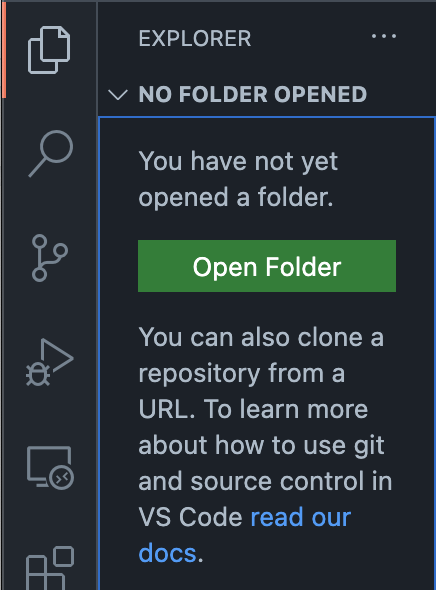 EXPLORER
NO FOLDER OPENED
You have not yet
opened a folder.
Open Folder
You can also clone a
repository from a
URL. To learn more
about how to use git
and source control in
VS Code read our
docs.